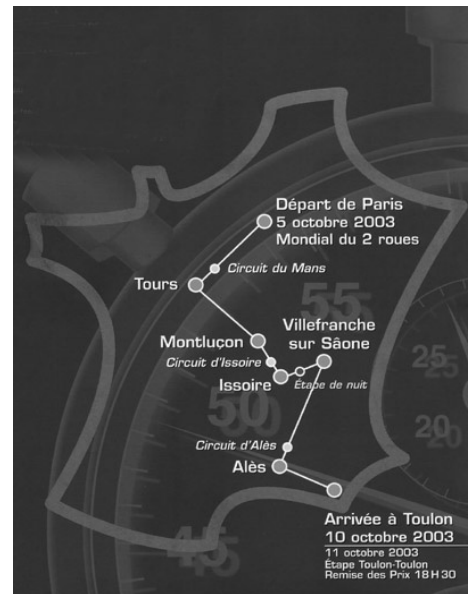 Départ de Paris
5 octobre 2003
Mondial du 2 roues
Circuit du Mans
Tours
55
Villefranche
sur Sâone
Montluçon
Circuit d'Issoire
25
Issoire
Étape de nuit
50
20
Circuit d'Alès
Alès
Arrivée à Toulon
10 octobre 2003
11 octobre 2003
Étape Toulon-Toulon
Remise des Prix 18H30
45